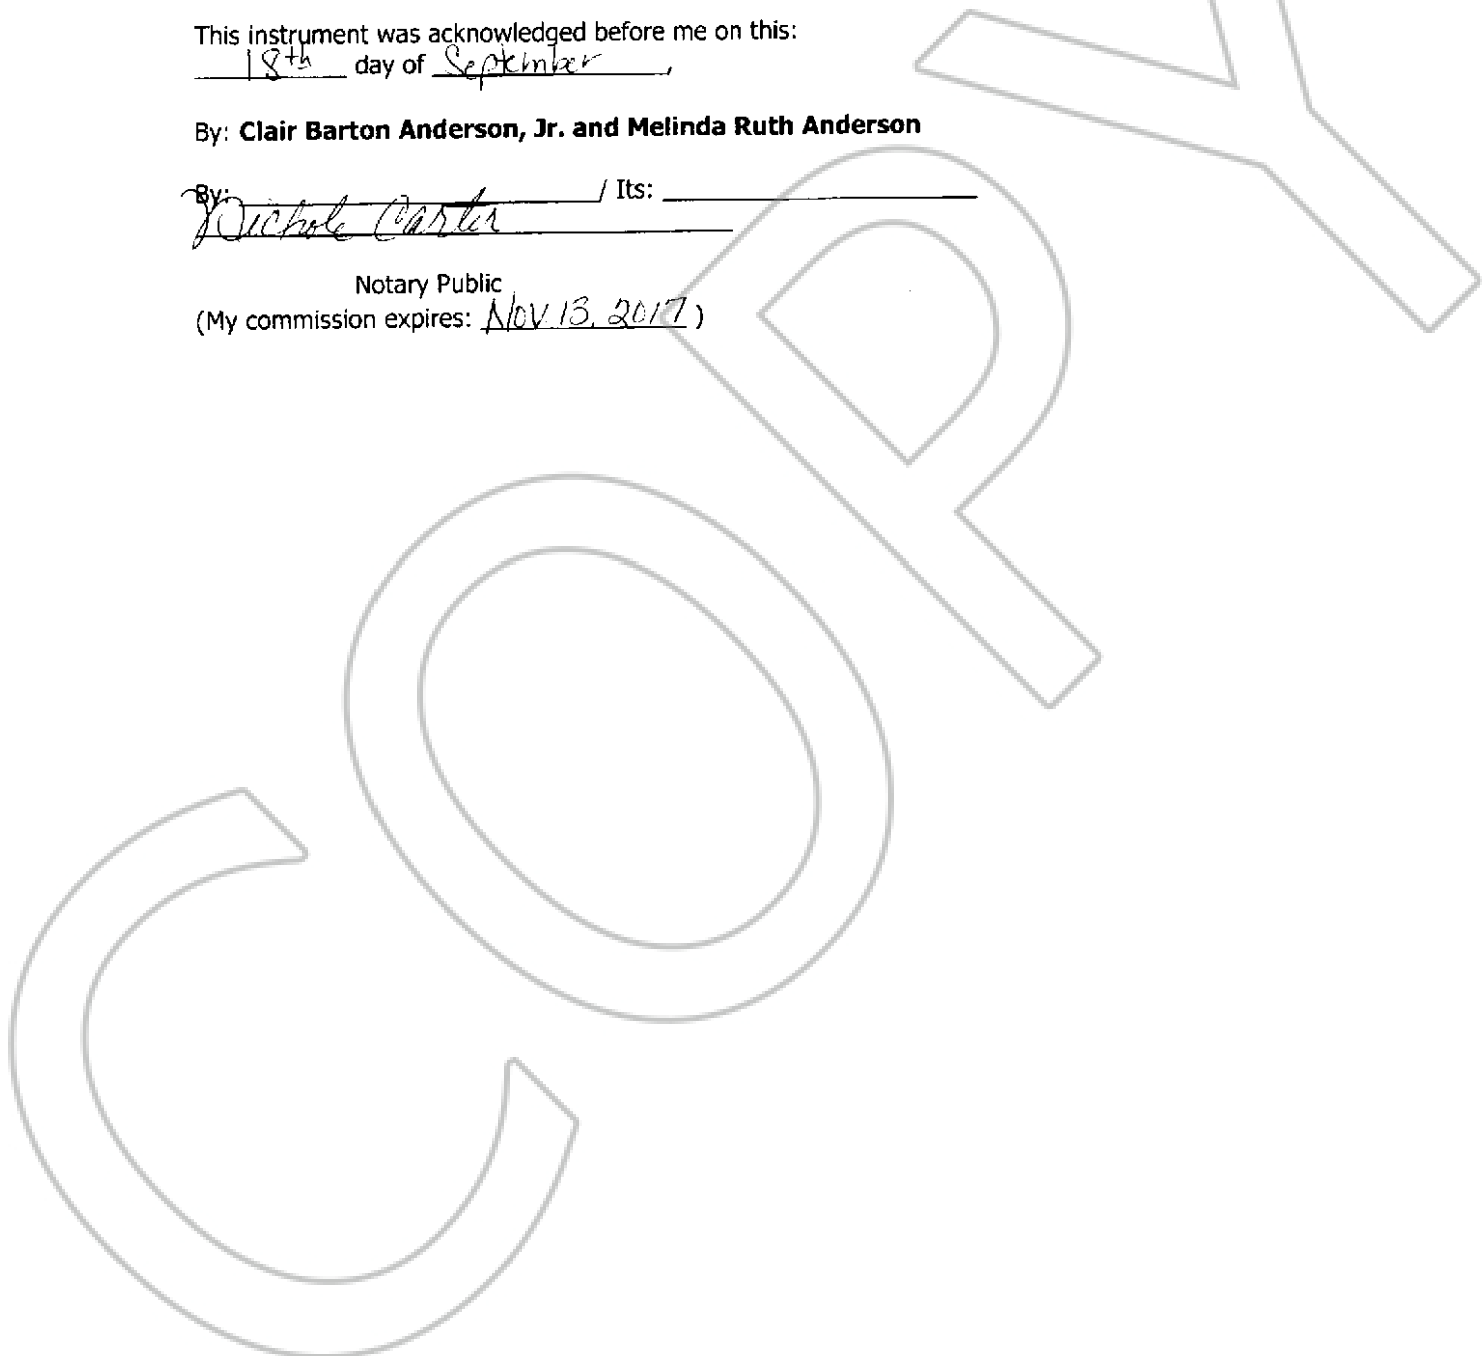 This instrument was acknowledged before me on this:
18th day of September,
By: Clair Barton Anderson, Jr. and Melinda Ruth Anderson
By: / Its:
Nichole Carter
Notary Public
(My commission expires: Nov 13, 2017)
COPY